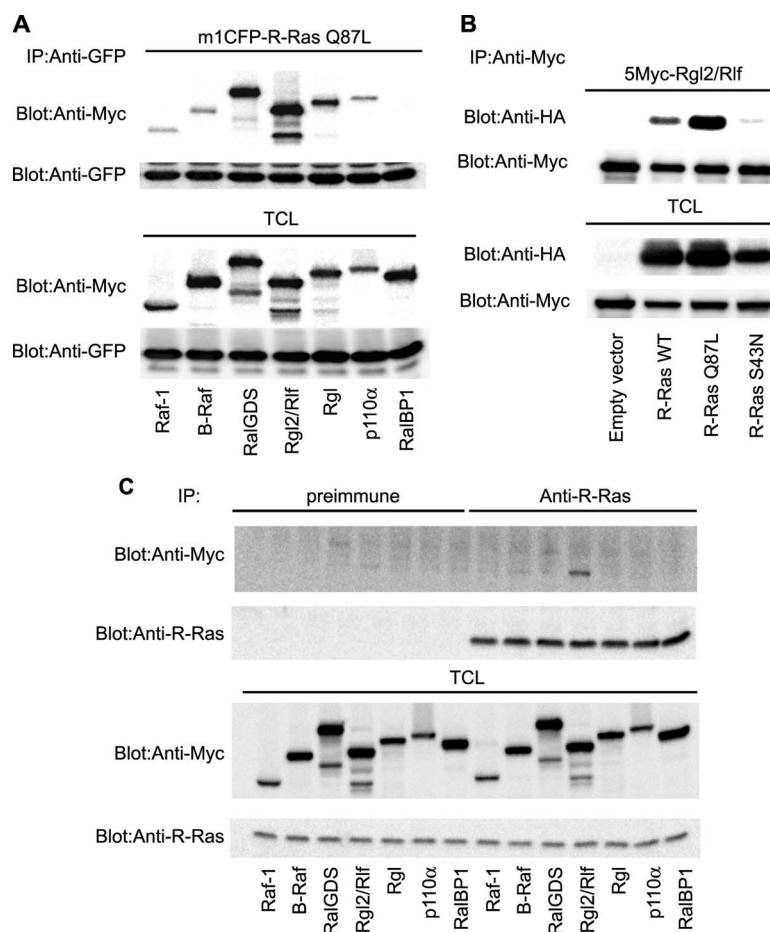 A
m1CFP-R-Ras Q87L
IP:Anti-GFP
Blot:Anti-Myc
Blot:Anti-GFP
TCL
Blot:Anti-Myc
Blot:Anti-GFP
Raf-1
B-Raf
RalGDS
Rgl2/Rlf
Rgl
p110α
RalBP1
B
IP:Anti-Myc
5Myc-Rgl2/Rlf
Blot:Anti-HA
Blot:Anti-Myc
TCL
Blot:Anti-HA
Blot:Anti-Myc
Empty vector
R-Ras WT
R-Ras Q87L
R-Ras S43N
C
IP: preimmune Anti-R-Ras
Blot:Anti-Myc
Blot:Anti-R-Ras
TCL
Blot:Anti-Myc
Blot:Anti-R-Ras
Raf-1
B-Raf
RalGDS
Rgl2/Rlf
Rgl
p110α
RalBP1
Raf-1
B-Raf
RalGDS
Rgl2/Rlf
Rgl
p110α
RalBP1